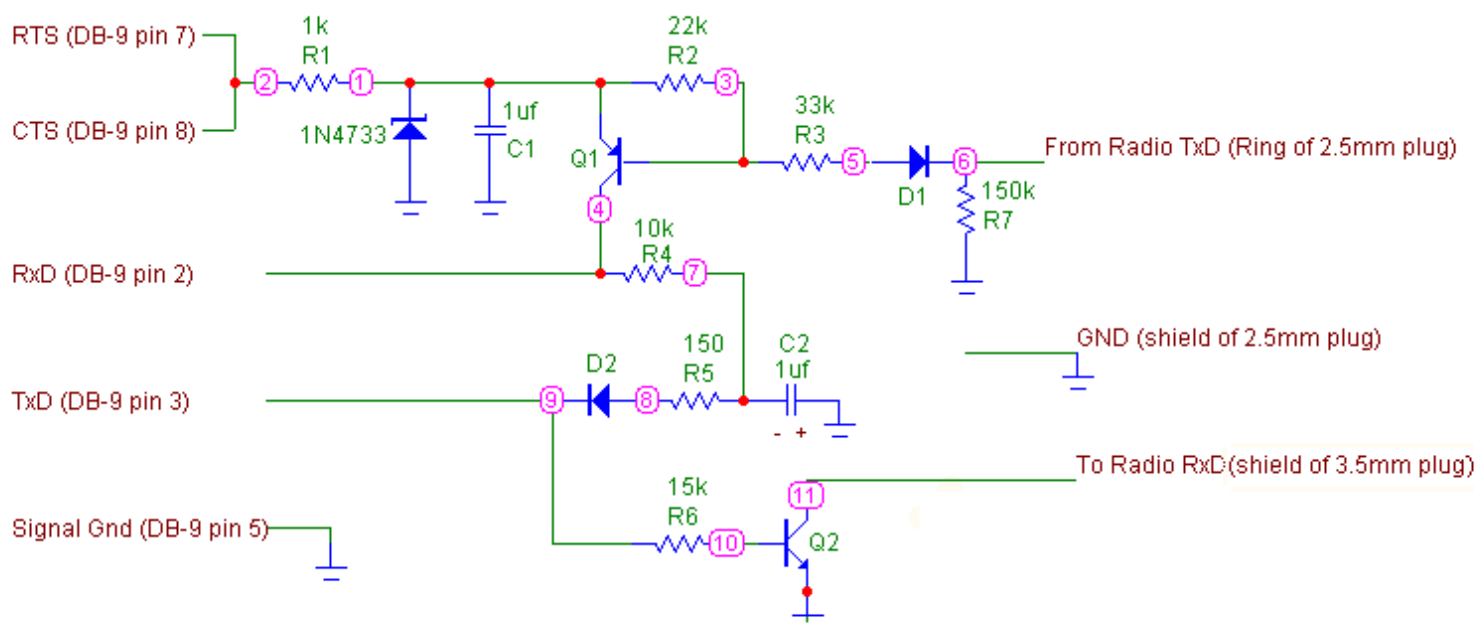 RTS (DB-9 pin 7)
1k
R1
22k
R2
2
1
3
33k
R3
CTS (DB-9 pin 8)
1N4733
1uf
C1
Q1
5
D1
6
From Radio TxD (Ring of 2.5mm plug)
150k
R7
4
10k
R4
RxD (DB-9 pin 2)
7
GND (shield of 2.5mm plug)
D2
150
R5
C2
1uf
TxD (DB-9 pin 3)
9
8
- +
To Radio RxD(shield of 3.5mm plug)
11
15k
R6
Signal Gnd (DB-9 pin 5)
10
Q2